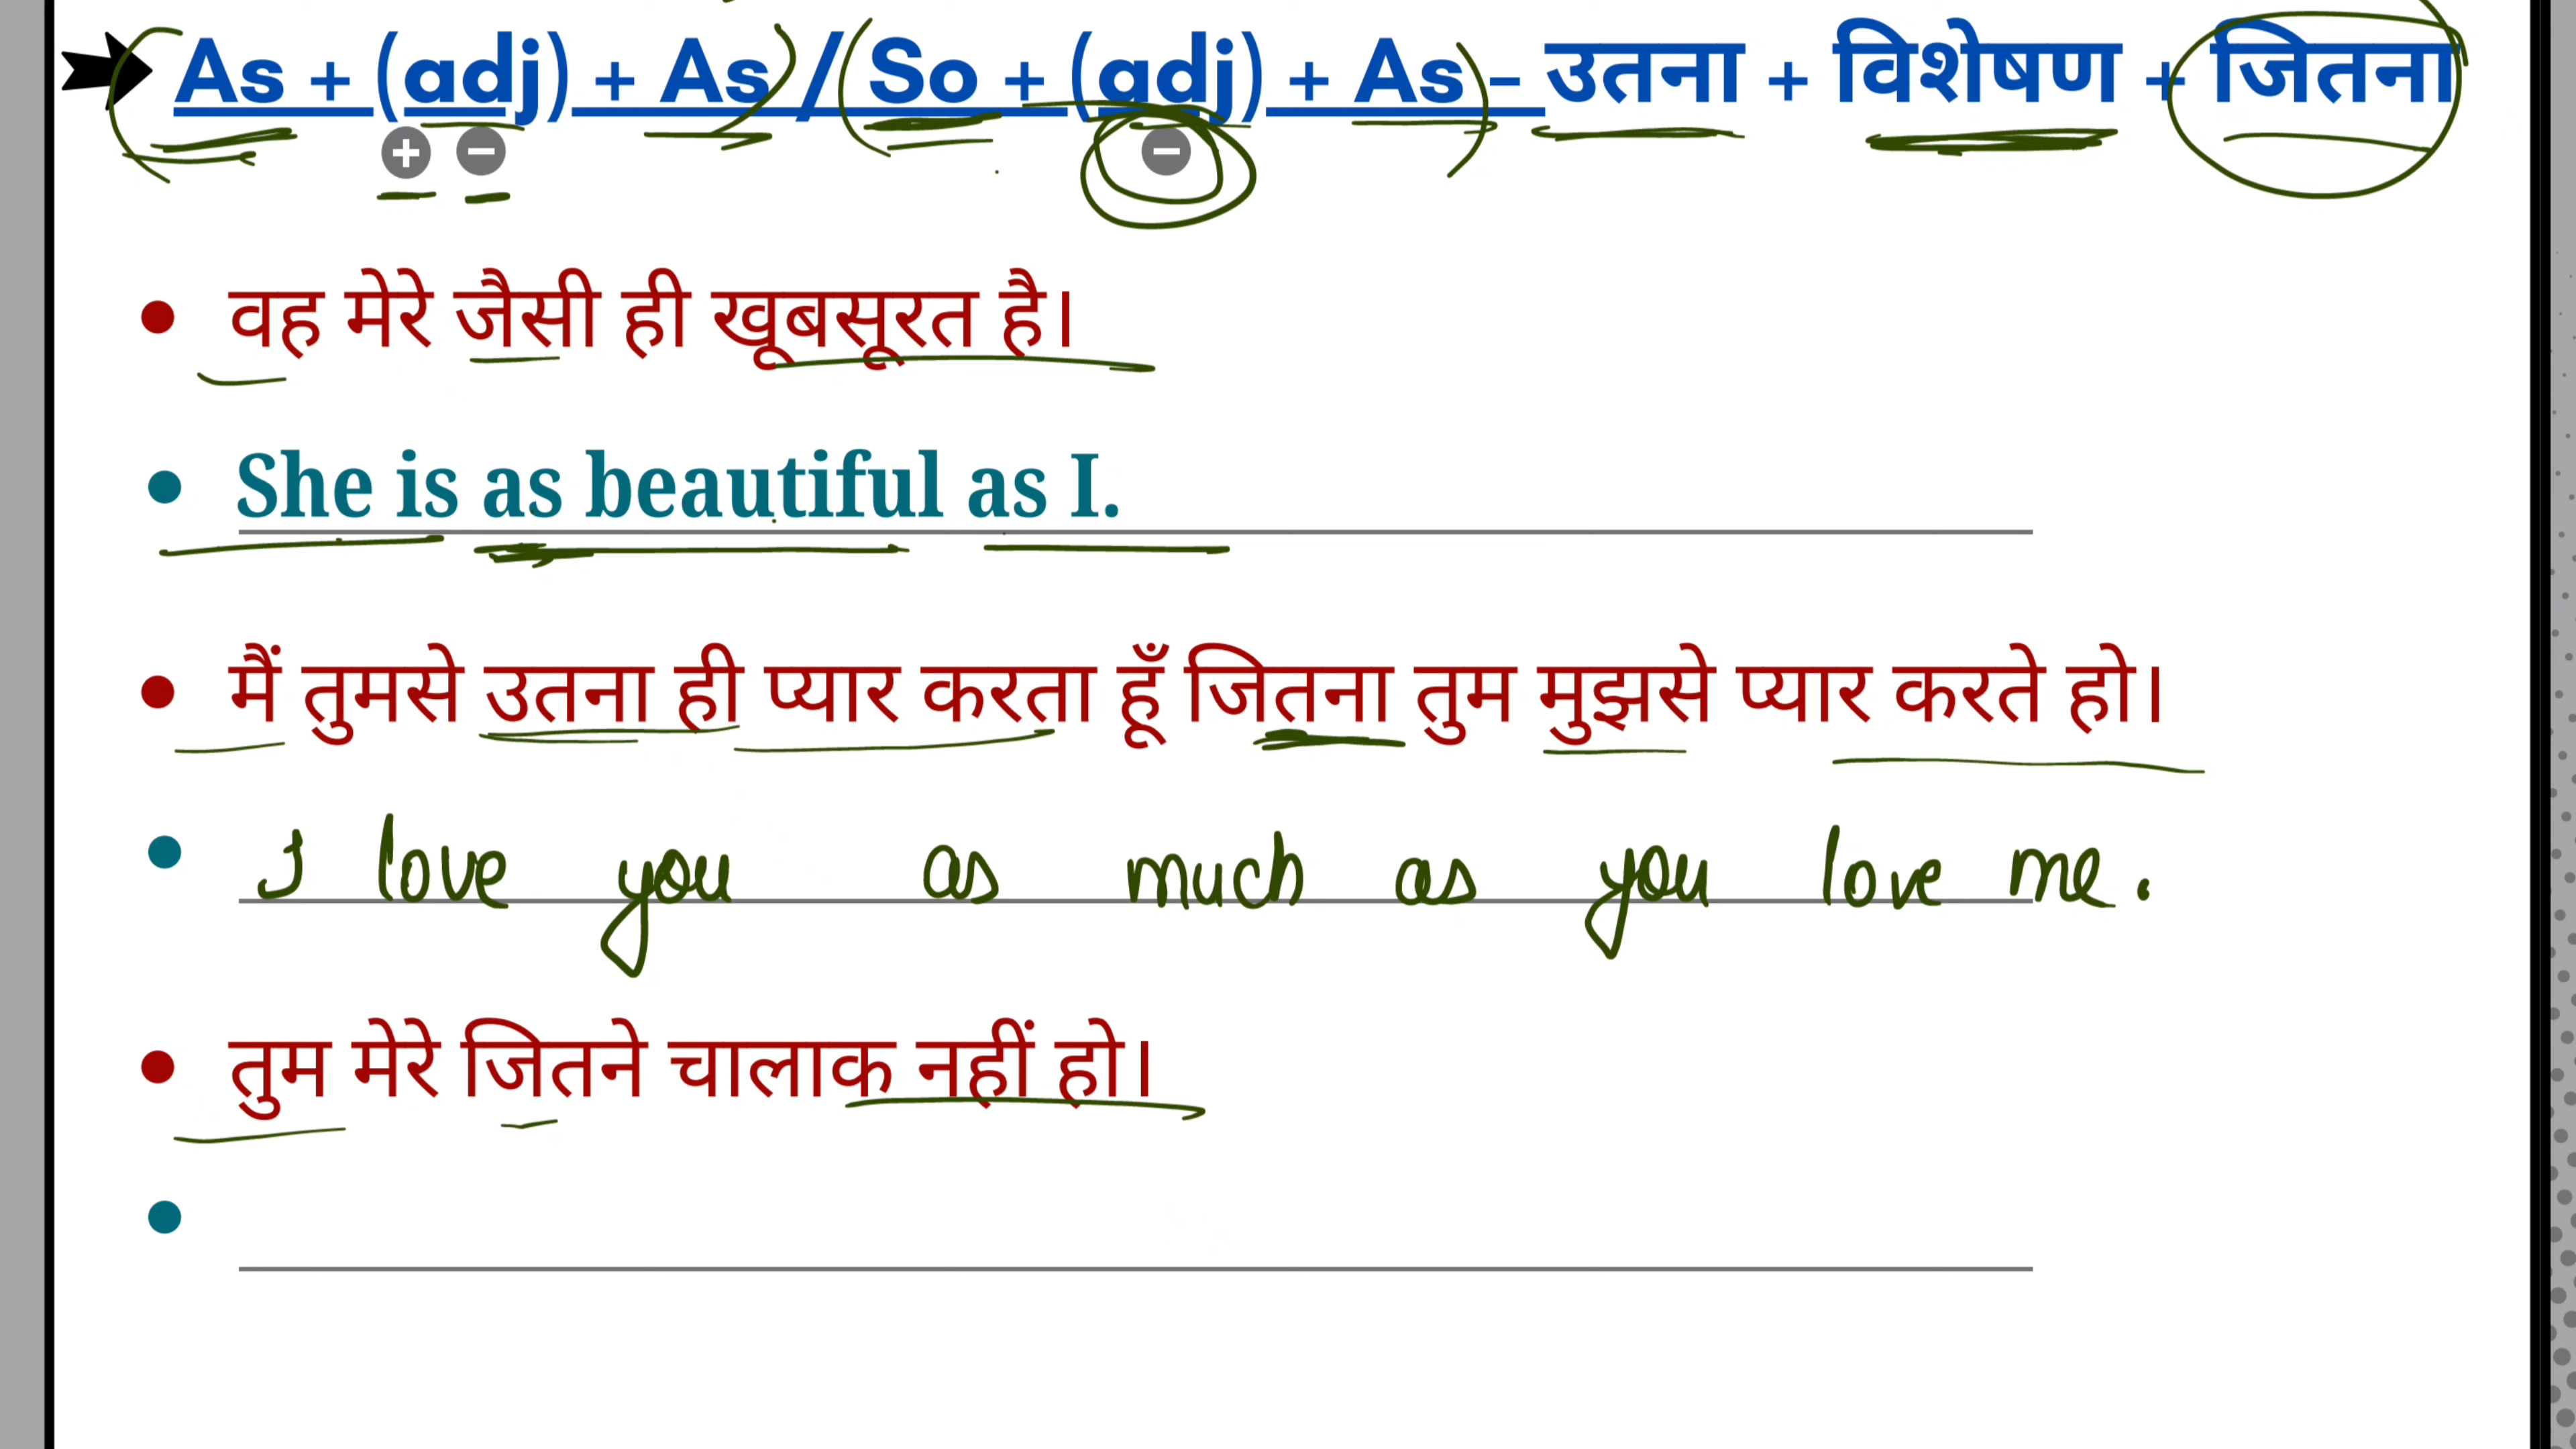 As + (adj) + As / So + (adj) + As – उतना + विशेषण + जितना
+ − −
वह मेरे जैसी ही खूबसूरत है।
She is as beautiful as I.
मैं तुमसे उतना ही प्यार करता हूँ जितना तुम मुझसे प्यार करते हो।
I love you as much as you love me.
तुम मेरे जितने चालाक नहीं हो।